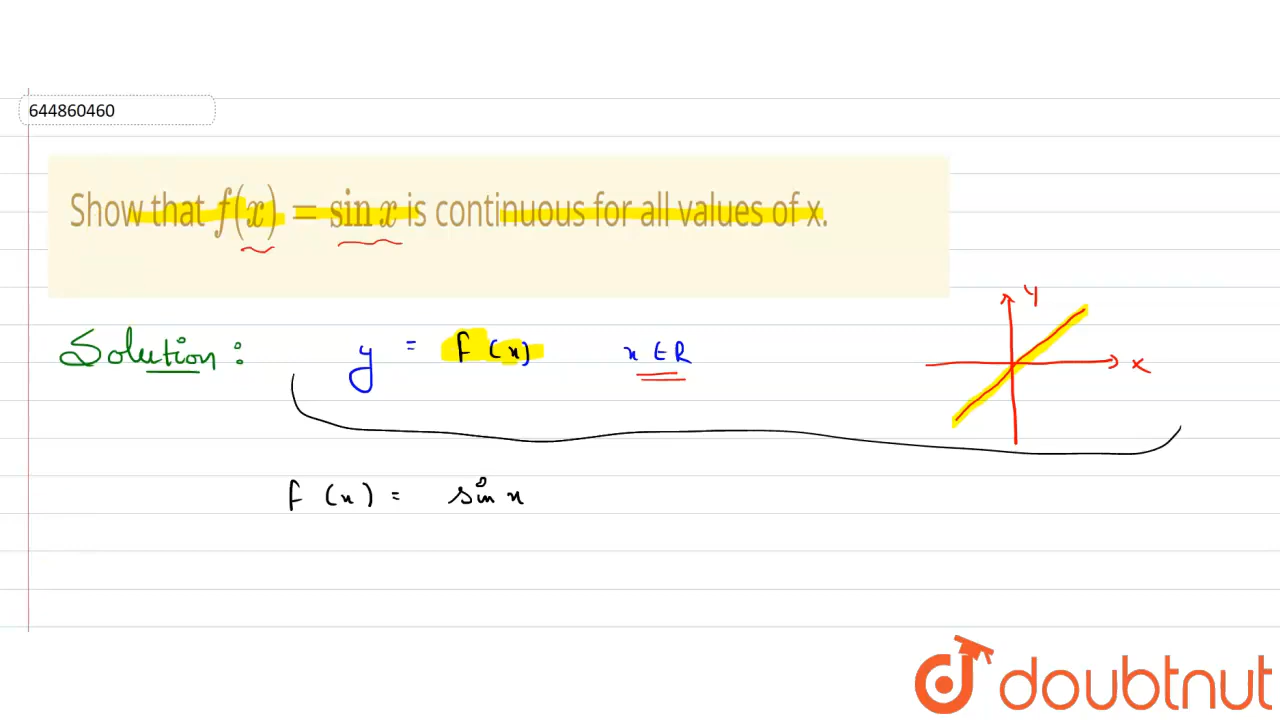 644860460
Show that f(x) = sin x is continuous for all values of x.
Solution : y = f(x) x ∈ R
y
x
f(x) = sin x
doubtnut